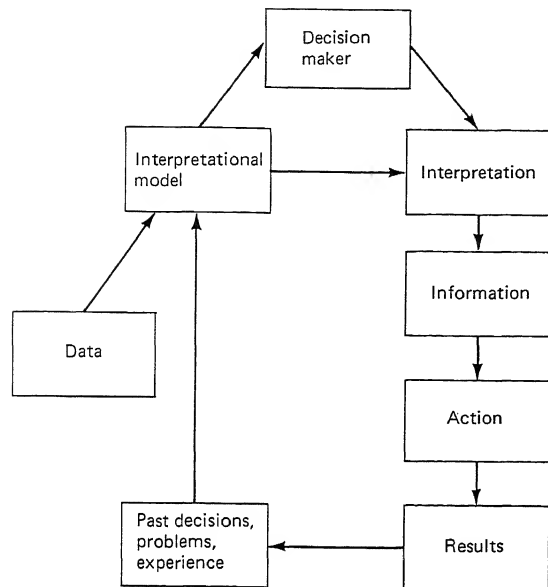 Decision
maker
Interpretational
model
Interpretation
Data
Information
Action
Past decisions,
problems,
experience
Results